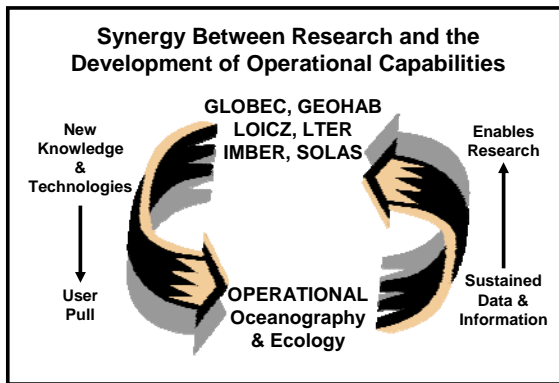 Synergy Between Research and the
Development of Operational Capabilities
GLOBEC, GEOHAB
LOICZ, LTER
IMBER, SOLAS
New
Knowledge
&
Technologies
User
Pull
Enables
Research
Sustained
Data &
Information
OPERATIONAL
Oceanography
& Ecology